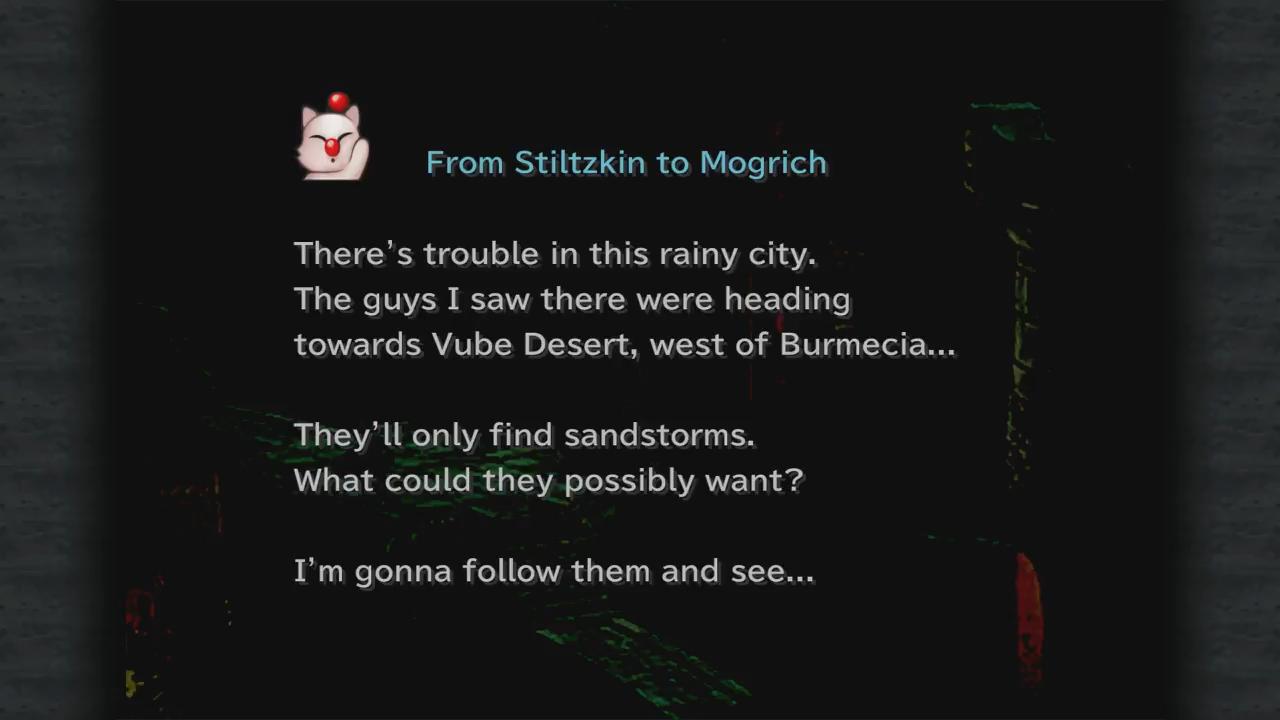 From Stiltzkin to Mogrich
There’s trouble in this rainy city.
The guys I saw there were heading
towards Vube Desert, west of Burmecia...
They’ll only find sandstorms.
What could they possibly want?
I’m gonna follow them and see...